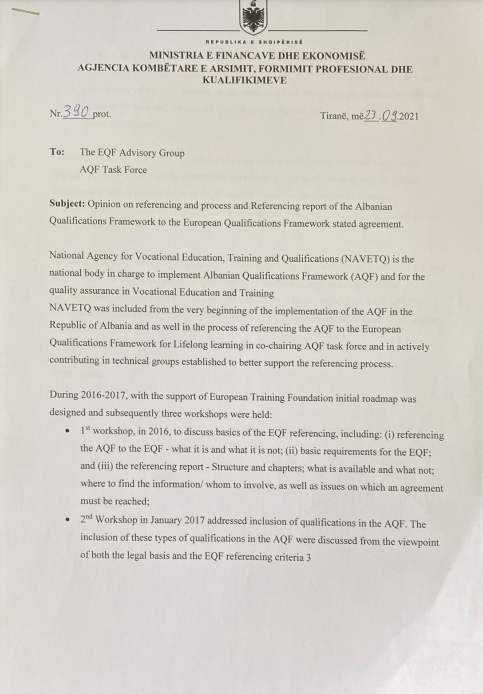 REPUBLIKA E SHQIPËRISË
MINISTRIA E FINANCAVE DHE EKONOMISË
AGJENCIA KOMBËTARE E ARSIMIT, FORMIMIT PROFESIONAL DHE
KUALIFIKIMEVE
Nr.390 prot. Tiranë, më 23.09.2021
To: The EQF Advisory Group
AQF Task Force
Subject: Opinion on referencing and process and Referencing report of the Albanian
Qualifications Framework to the European Qualifications Framework stated agreement.
National Agency for Vocational Education, Training and Qualifications (NAVETQ) is the
national body in charge to implement Albanian Qualifications Framework (AQF) and for the
quality assurance in Vocational Education and Training
NAVETQ was included from the very beginning of the implementation of the AQF in the
Republic of Albania and as well in the process of referencing the AQF to the European
Qualifications Framework for Lifelong learning in co-chairing AQF task force and in actively
contributing in technical groups established to better support the referencing process.
During 2016-2017, with the support of European Training Foundation initial roadmap was
designed and subsequently three workshops were held:
• 1st workshop, in 2016, to discuss basics of the EQF referencing, including: (i) referencing
the AQF to the EQF - what it is and what it is not; (ii) basic requirements for the EQF;
and (iii) the referencing report - Structure and chapters; what is available and what not;
where to find the information/ whom to involve, as well as issues on which an agreement
must be reached;
• 2nd Workshop in January 2017 addressed inclusion of qualifications in the AQF. The
inclusion of these types of qualifications in the AQF were discussed from the viewpoint
of both the legal basis and the EQF referencing criteria 3